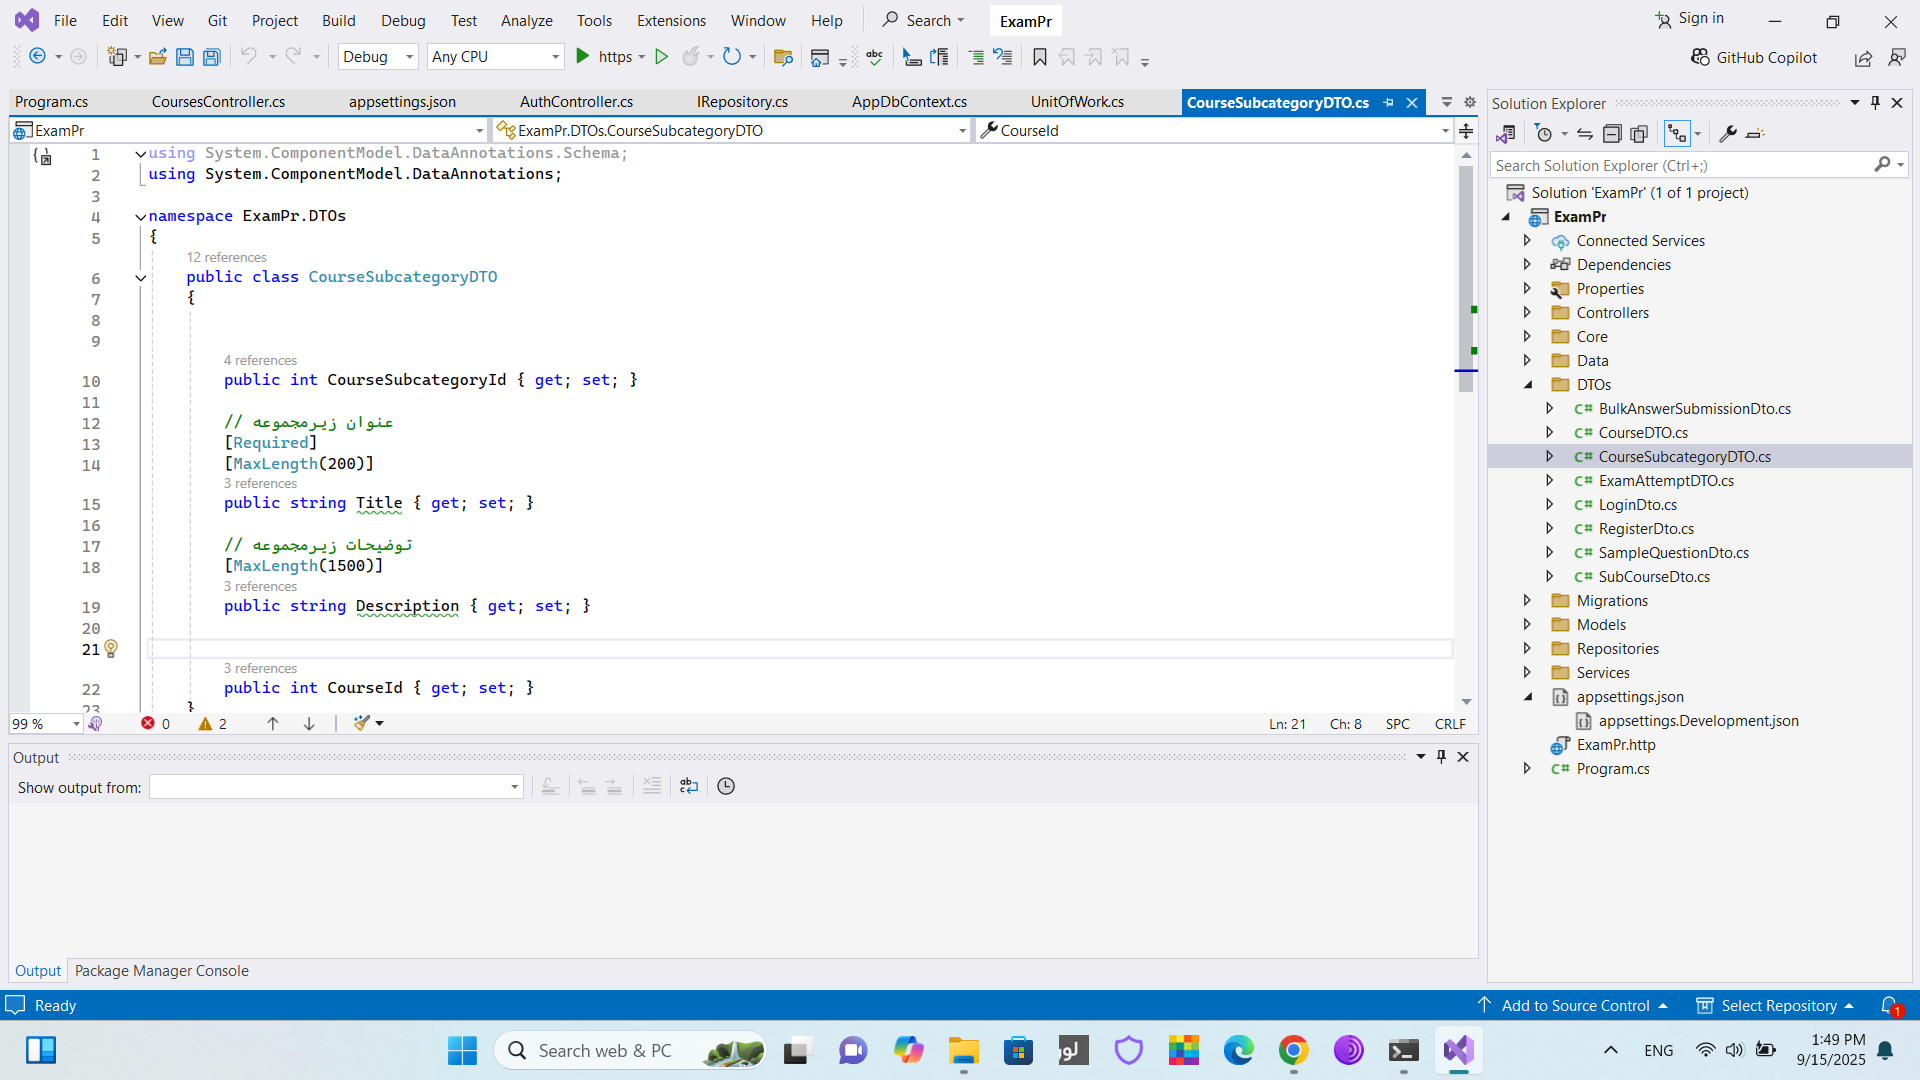 File Edit View Git Project Build Debug Test Analyze Tools Extensions Window Help Search ExamPr Sign in
Debug Any CPU https GitHub Copilot
Program.cs CoursesController.cs appsettings.json AuthController.cs IRepository.cs AppDbContext.cs UnitOfWork.cs CourseSubcategoryDTO.cs
ExamPr ExamPr.DTOs.CourseSubcategoryDTO CourseId
1 using System.ComponentModel.DataAnnotations.Schema;
2 using System.ComponentModel.DataAnnotations;
3
4 namespace ExamPr.DTOs
5 {
12 references
6 public class CourseSubcategoryDTO
7 {
8
9
4 references
10 public int CourseSubcategoryId { get; set; }
11
12 // عنوان زیرمجموعه
13 [Required]
14 [MaxLength(200)]
3 references
15 public string Title { get; set; }
16
17 // توضیحات زیرمجموعه
18 [MaxLength(1500)]
3 references
19 public string Description { get; set; }
20
21
3 references
22 public int CourseId { get; set; }
23 }
99 % 0 2 Ln: 21 Ch: 8 SPC CRLF
Output
Show output from:
Output Package Manager Console
Solution Explorer
Search Solution Explorer (Ctrl+;)
Solution 'ExamPr' (1 of 1 project)
ExamPr
Connected Services
Dependencies
Properties
Controllers
Core
Data
DTOs
C# BulkAnswerSubmissionDto.cs
C# CourseDTO.cs
C# CourseSubcategoryDTO.cs
C# ExamAttemptDTO.cs
C# LoginDto.cs
C# RegisterDto.cs
C# SampleQuestionDto.cs
C# SubCourseDto.cs
Migrations
Models
Repositories
Services
appsettings.json
appsettings.Development.json
ExamPr.http
C# Program.cs
Ready Add to Source Control Select Repository 1
Search web & PC لور ENG 1:49 PM
9/15/2025